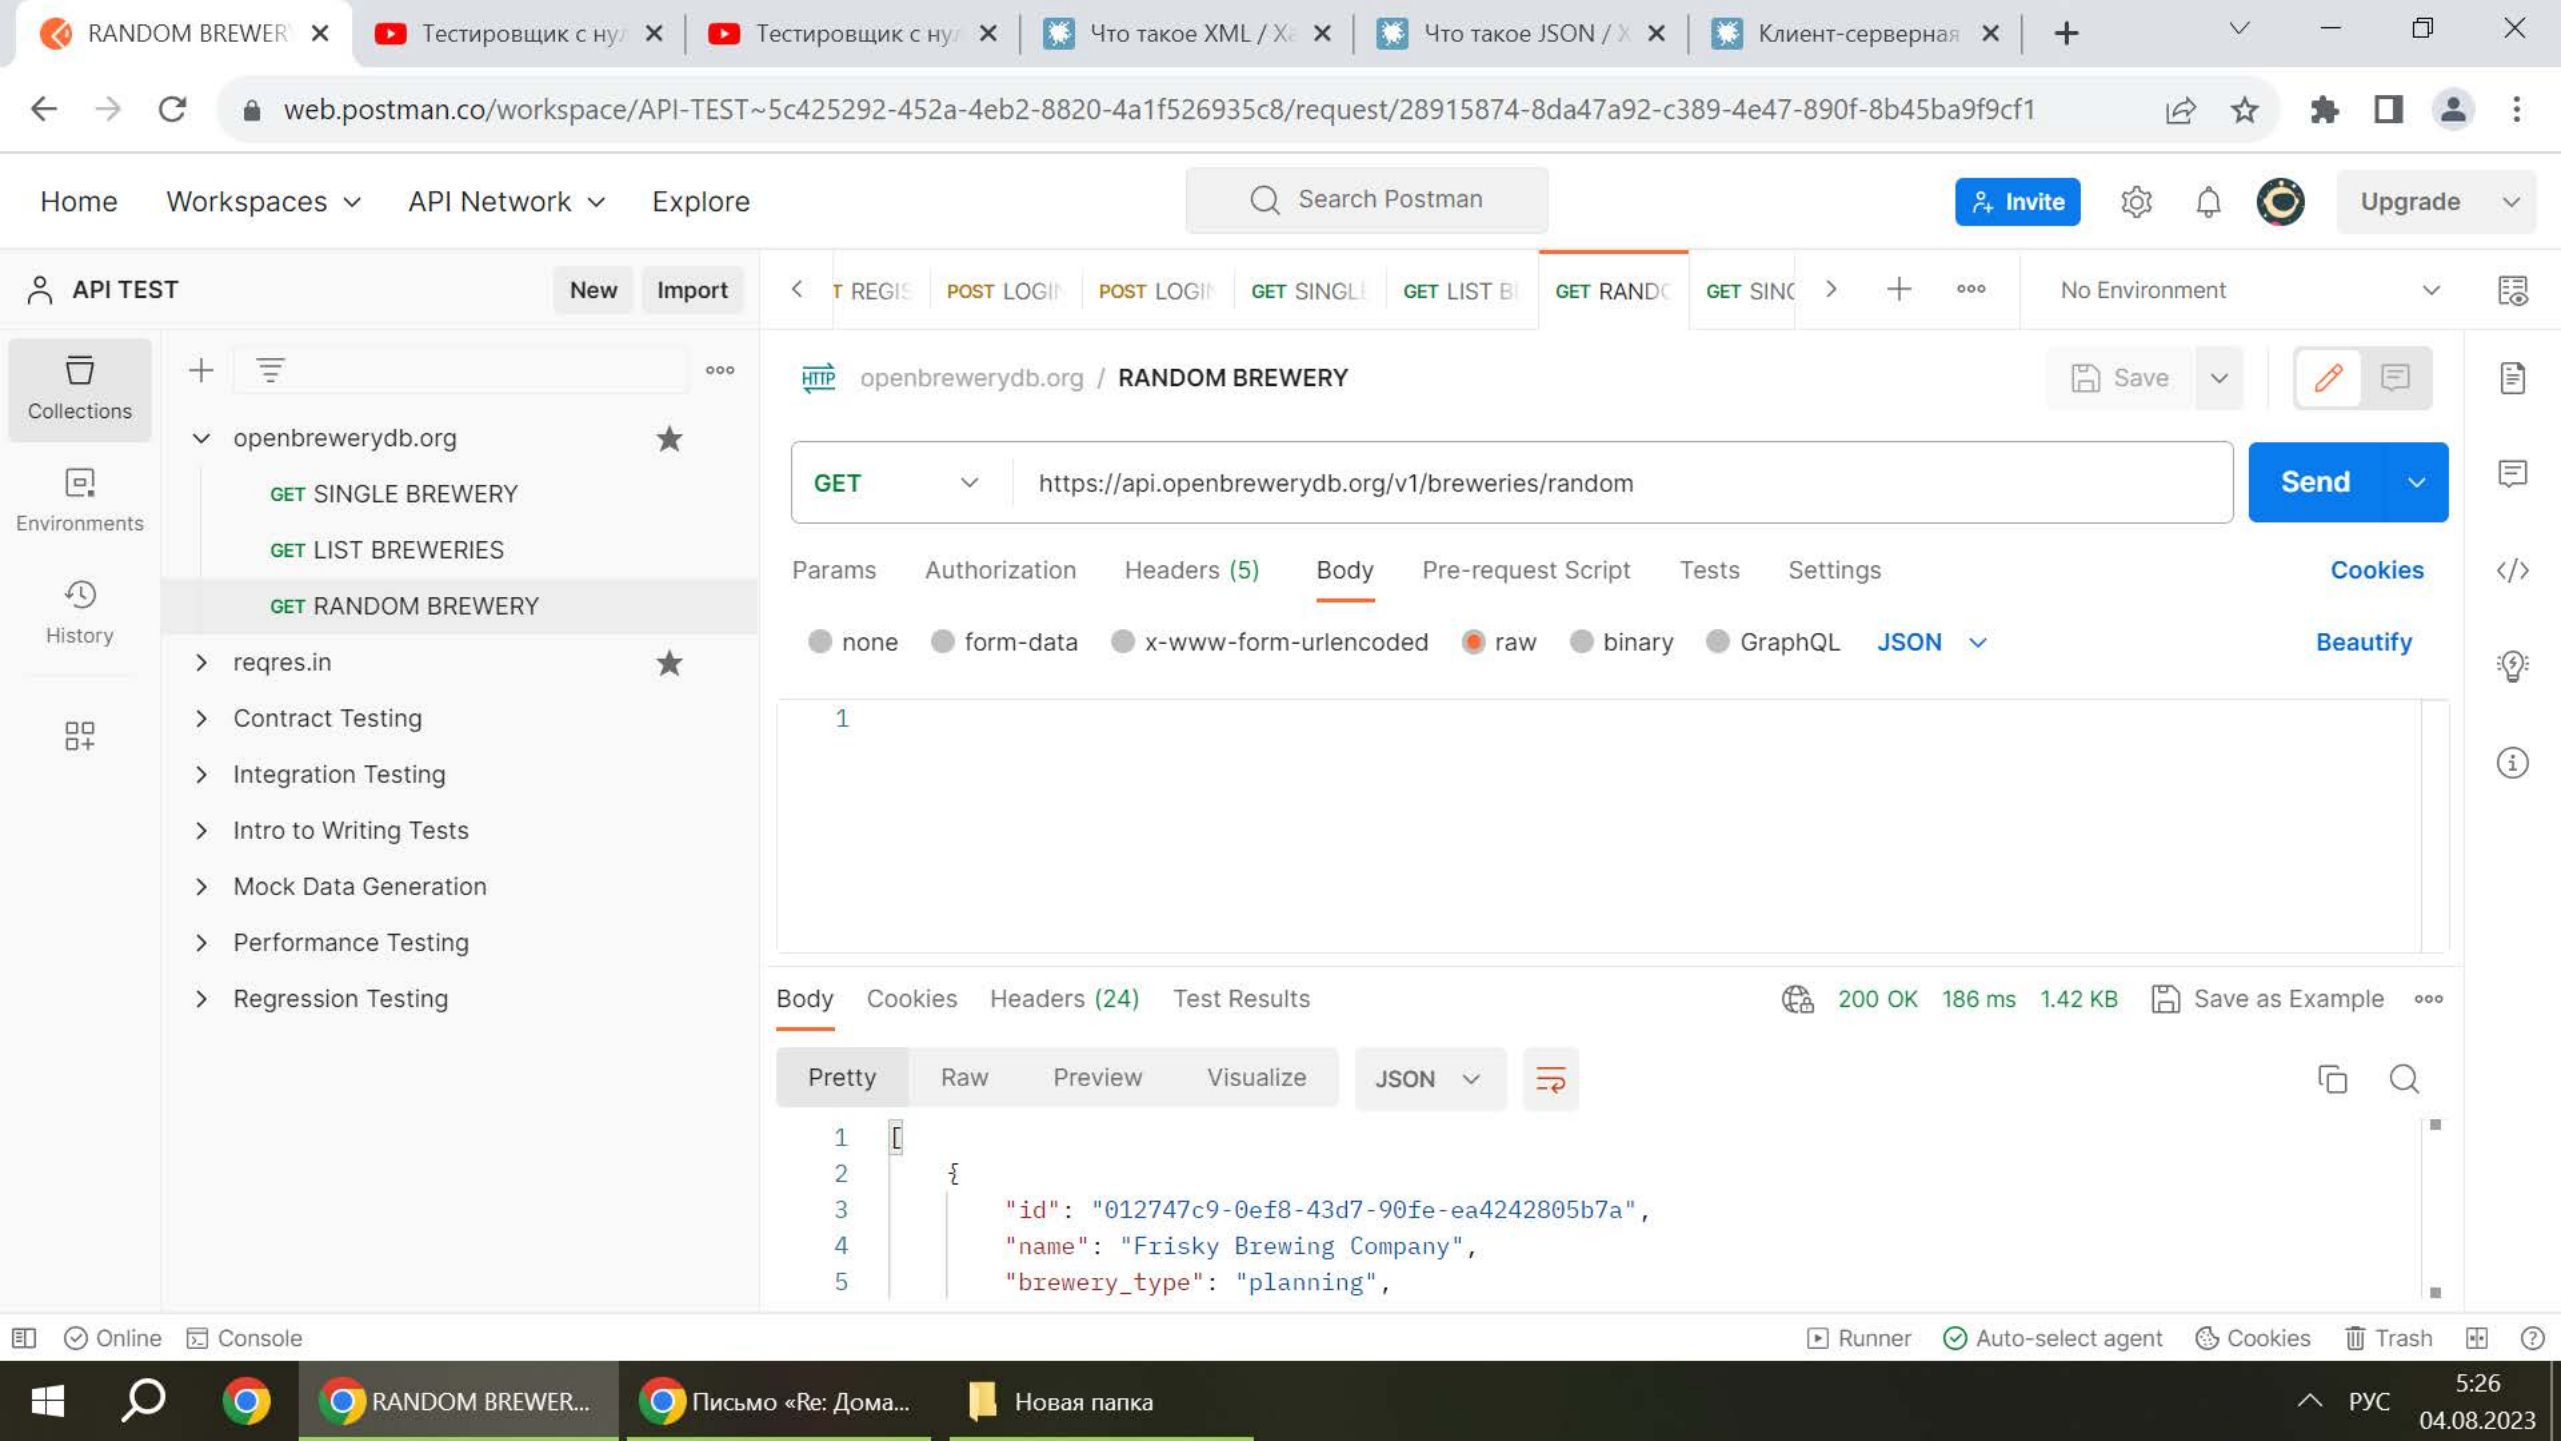 RANDOM BREWER
Тестировщик с ну
Тестировщик с ну
Что такое XML / Ха
Что такое JSON / Х
Клиент-серверная
web.postman.co/workspace/API-TEST~5c425292-452a-4eb2-8820-4a1f526935c8/request/28915874-8da47a92-c389-4e47-890f-8b45ba9f9cf1
Home Workspaces API Network Explore Search Postman Invite Upgrade
API TEST New Import
T REGIS POST LOGIN POST LOGIN GET SINGLE GET LIST B GET RAND GET SING No Environment
Collections
Environments
History
openbrewerydb.org
GET SINGLE BREWERY
GET LIST BREWERIES
GET RANDOM BREWERY
reqres.in
Contract Testing
Integration Testing
Intro to Writing Tests
Mock Data Generation
Performance Testing
Regression Testing
HTTP openbrewerydb.org / RANDOM BREWERY Save
GET https://api.openbrewerydb.org/v1/breweries/random Send
Params Authorization Headers (5) Body Pre-request Script Tests Settings Cookies
none form-data x-www-form-urlencoded raw binary GraphQL JSON Beautify
1
Body Cookies Headers (24) Test Results 200 OK 186 ms 1.42 KB Save as Example
Pretty Raw Preview Visualize JSON
1 [
2 {
3 "id": "012747c9-0ef8-43d7-90fe-ea4242805b7a",
4 "name": "Frisky Brewing Company",
5 "brewery_type": "planning",
Online Console Runner Auto-select agent Cookies Trash
RANDOM BREWER... Письмо «Re: Дома... Новая папка РУС 5:26
04.08.2023